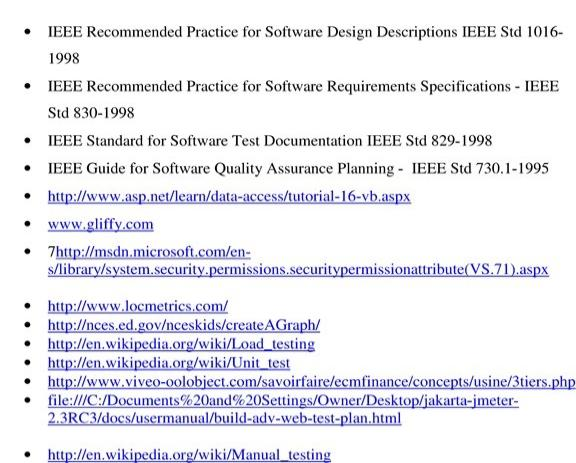 • IEEE Recommended Practice for Software Design Descriptions IEEE Std 1016-
1998
• IEEE Recommended Practice for Software Requirements Specifications - IEEE
Std 830-1998
• IEEE Standard for Software Test Documentation IEEE Std 829-1998
• IEEE Guide for Software Quality Assurance Planning - IEEE Std 730.1-1995
• http://www.asp.net/learn/data-access/tutorial-16-vb.aspx
• www.gliffy.com
• 7http://msdn.microsoft.com/en-
s/library/system.security.permissions.securitypermissionattribute(VS.71).aspx
• http://www.locmetrics.com/
• http://nces.ed.gov/nceskids/createAGraph/
• http://en.wikipedia.org/wiki/Load_testing
• http://en.wikipedia.org/wiki/Unit_test
• http://www.viveo-oolobject.com/savoirfaire/ecmfinance/concepts/usine/3tiers.php
• file:///C:/Documents%20and%20Settings/Owner/Desktop/jakarta-jmeter-
2.3RC3/docs/usermanual/build-adv-web-test-plan.html
• http://en.wikipedia.org/wiki/Manual_testing